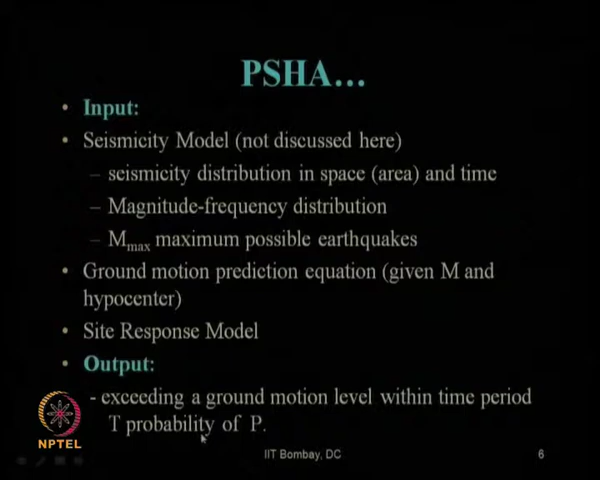 PSHA...
• Input:
• Seismicity Model (not discussed here)
– seismicity distribution in space (area) and time
– Magnitude-frequency distribution
– Mmax maximum possible earthquakes
• Ground motion prediction equation (given M and
hypocenter)
• Site Response Model
• Output:
- exceeding a ground motion level within time period
T probability of P.
NPTEL
IIT Bombay, DC
6